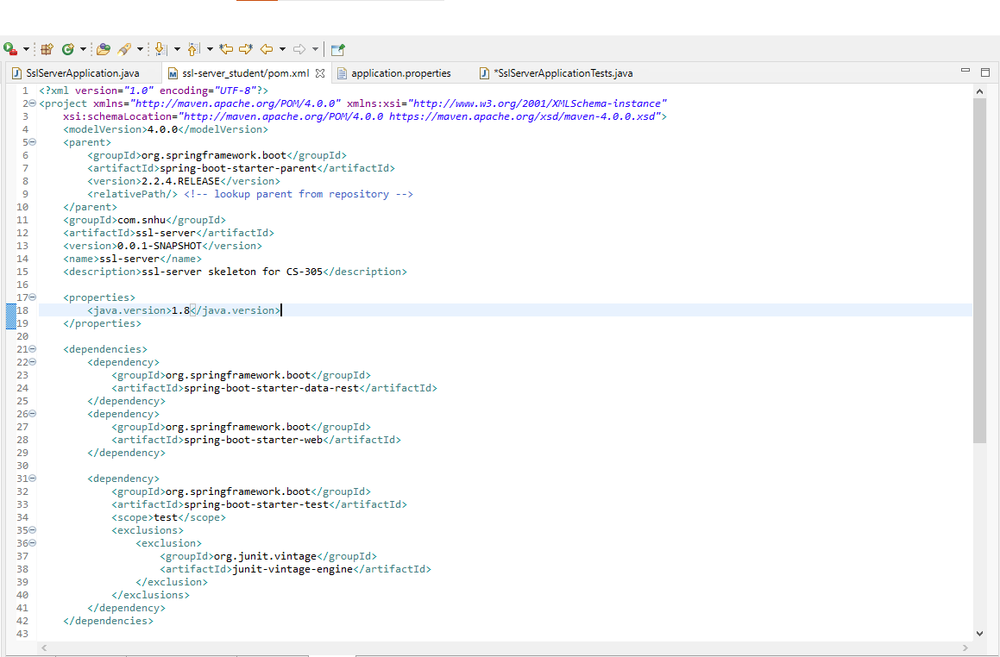 SslServerApplication.java ssl-server_student/pom.xml application.properties *SslServerApplicationTests.java
1 <?xml version="1.0" encoding="UTF-8"?>
2 <project xmlns="http://maven.apache.org/POM/4.0.0" xmlns:xsi="http://www.w3.org/2001/XMLSchema-instance"
3     xsi:schemaLocation="http://maven.apache.org/POM/4.0.0 https://maven.apache.org/xsd/maven-4.0.0.xsd">
4     <modelVersion>4.0.0</modelVersion>
5     <parent>
6         <groupId>org.springframework.boot</groupId>
7         <artifactId>spring-boot-starter-parent</artifactId>
8         <version>2.2.4.RELEASE</version>
9         <relativePath/> <!-- lookup parent from repository -->
10     </parent>
11     <groupId>com.snhu</groupId>
12     <artifactId>ssl-server</artifactId>
13     <version>0.0.1-SNAPSHOT</version>
14     <name>ssl-server</name>
15     <description>ssl-server skeleton for CS-305</description>
16
17     <properties>
18         <java.version>1.8</java.version>
19     </properties>
20
21     <dependencies>
22         <dependency>
23             <groupId>org.springframework.boot</groupId>
24             <artifactId>spring-boot-starter-data-rest</artifactId>
25         </dependency>
26         <dependency>
27             <groupId>org.springframework.boot</groupId>
28             <artifactId>spring-boot-starter-web</artifactId>
29         </dependency>
30
31         <dependency>
32             <groupId>org.springframework.boot</groupId>
33             <artifactId>spring-boot-starter-test</artifactId>
34             <scope>test</scope>
35             <exclusions>
36                 <exclusion>
37                     <groupId>org.junit.vintage</groupId>
38                     <artifactId>junit-vintage-engine</artifactId>
39                 </exclusion>
40             </exclusions>
41         </dependency>
42     </dependencies>
43